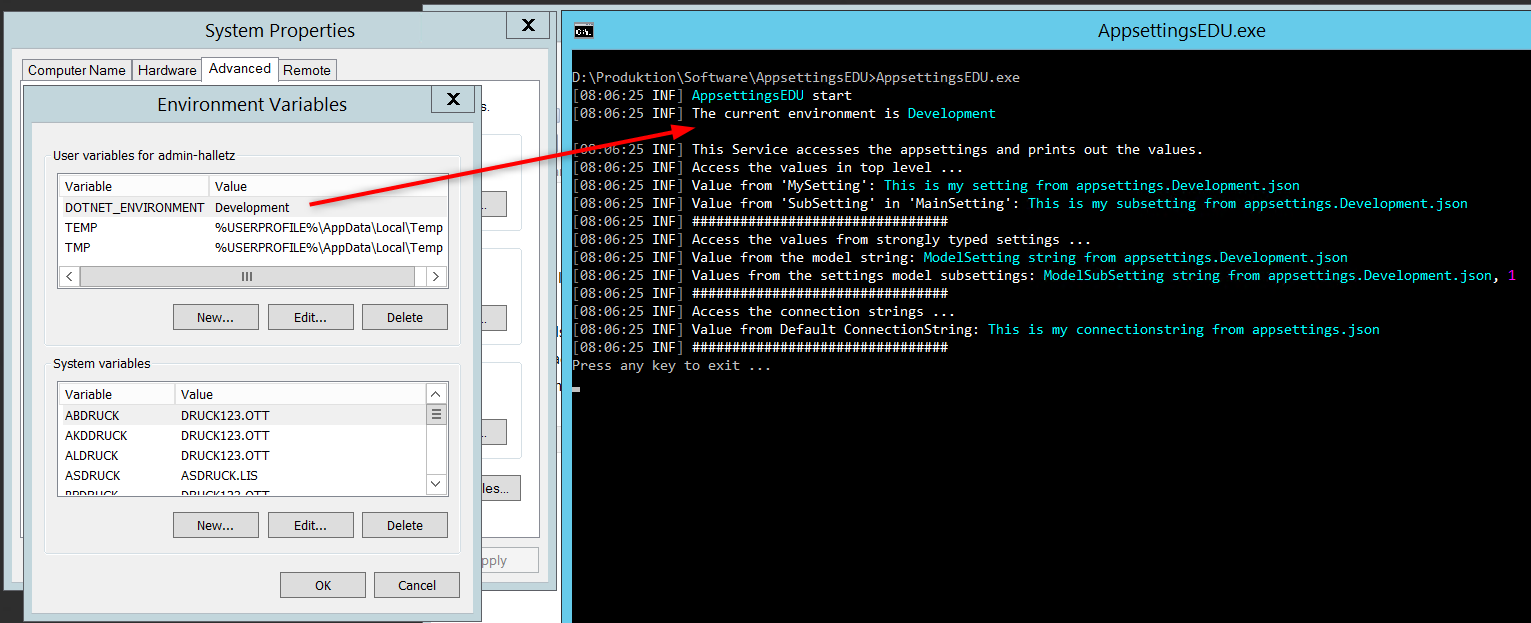 System Properties
X
Computer Name
Hardware
Advanced
Remote
s.
Environment Variables
X
User variables for admin-halletz
Variable Value
DOTNET_ENVIRONMENT Development
TEMP %USERPROFILE%\AppData\Local\Temp
TMP %USERPROFILE%\AppData\Local\Temp
New... Edit... Delete
System variables
Variable Value
ABDRUCK DRUCK123.OTT
AKDDRUCK DRUCK123.OTT
ALDRUCK DRUCK123.OTT
ASDRUCK ASDRUCK.LIS
New... Edit... Delete
OK Cancel
les...
pply
C:\.
AppsettingsEDU.exe
D:\Produktion\Software\AppsettingsEDU>AppsettingsEDU.exe
[08:06:25 INF] AppsettingsEDU start
[08:06:25 INF] The current environment is Development
[08:06:25 INF] This Service accesses the appsettings and prints out the values.
[08:06:25 INF] Access the values in top level ...
[08:06:25 INF] Value from 'MySetting': This is my setting from appsettings.Development.json
[08:06:25 INF] Value from 'SubSetting' in 'MainSetting': This is my subsetting from appsettings.Development.json
[08:06:25 INF] ################################
[08:06:25 INF] Access the values from strongly typed settings ...
[08:06:25 INF] Value from the model string: ModelSetting string from appsettings.Development.json
[08:06:25 INF] Values from the settings model subsettings: ModelSubSetting string from appsettings.Development.json, 1
[08:06:25 INF] ################################
[08:06:25 INF] Access the connection strings ...
[08:06:25 INF] Value from Default ConnectionString: This is my connectionstring from appsettings.json
[08:06:25 INF] ################################
Press any key to exit ...